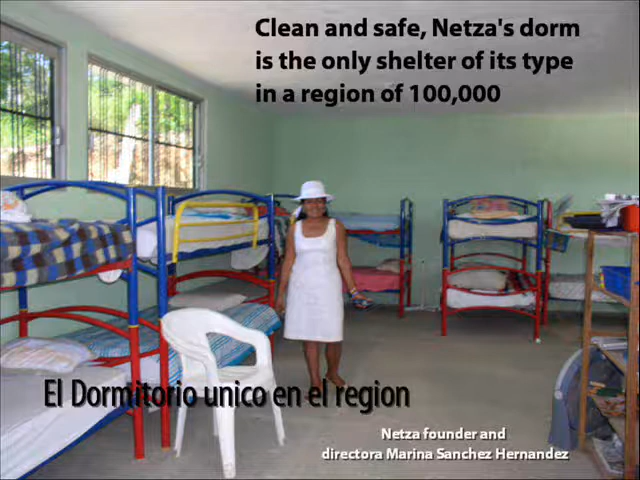 Clean and safe, Netza's dorm
is the only shelter of its type
in a region of 100,000
El Dormitorio unico en el region
Netza founder and
directora Marina Sanchez Hernandez